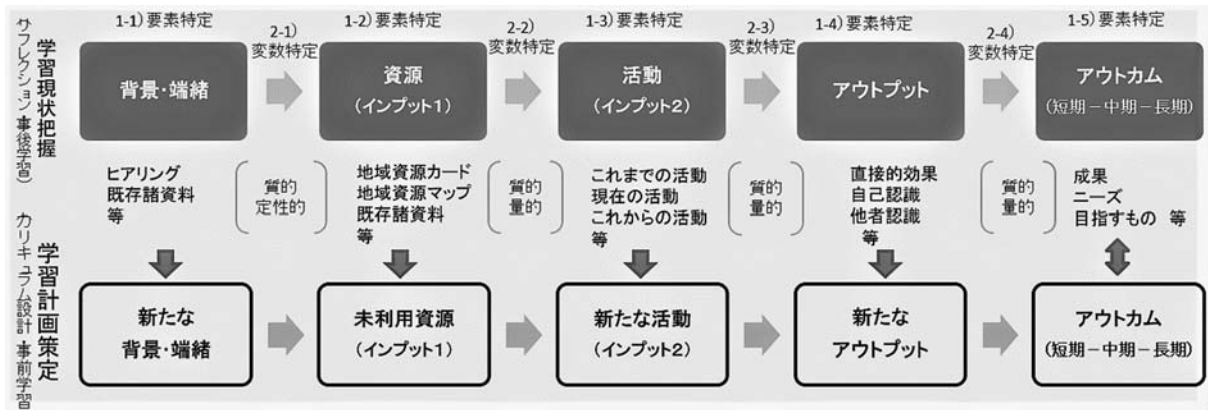 1-1)要素特定
2-1)
変数特定
1-2)要素特定
2-2)
変数特定
1-3)要素特定
2-3)
変数特定
1-4)要素特定
2-4)
変数特定
1-5)要素特定
学習現状把握
(リフレクション・事後学習)
背景・端緒
資源
(インプット1)
活動
(インプット2)
アウトプット
アウトカム
(短期-中期-長期)
ヒアリング
既存諸資料
等
質的
定性的
地域資源カード
地域資源マップ
既存諸資料
等
質的
量的
これまでの活動
現在の活動
これからの活動
等
質的
量的
直接的効果
自己認識
他者認識
等
質的
量的
成果
ニーズ
目指すもの 等
学習計画策定
(カリキュラム設計・事前学習
新たな
背景・端緒
未利用資源
(インプット1)
新たな活動
(インプット2)
新たな
アウトプット
アウトカム
(短期-中期-長期)